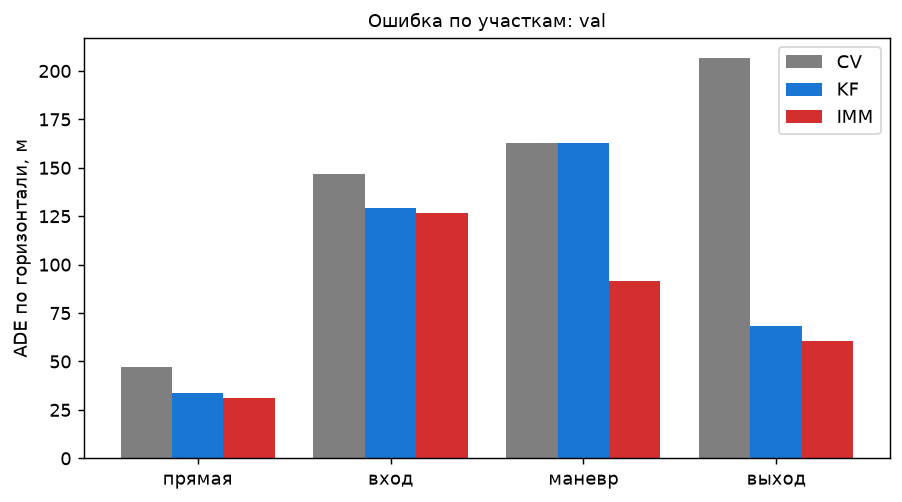 Ошибка по участкам: val
ADE по горизонтали, м
200
175
150
125
100
75
50
25
0
CV
KF
IMM
прямая
вход
маневр
выход